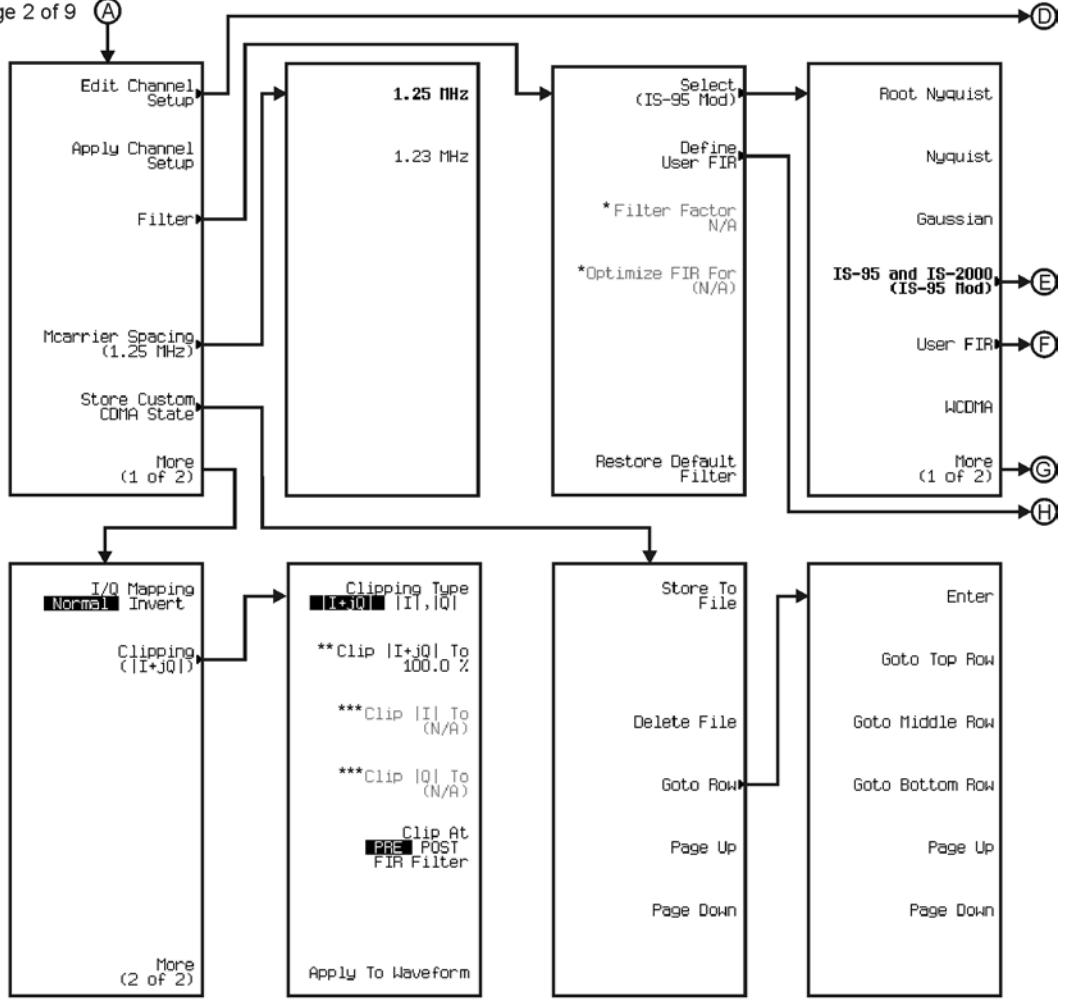 ge 2 of 9
A
D
Edit Channel
Setup
Apply Channel
Setup
Filter
Mcarrier Spacing
(1.25 MHz)
Store Custom
CDMA State
More
(1 of 2)
1.25 MHz
1.23 MHz
Select
(IS-95 Mod)
Define
User FIR
*Filter Factor
N/A
*Optimize FIR For
(N/A)
Restore Default
Filter
Root Nyquist
Nyquist
Gaussian
IS-95 and IS-2000
(IS-95 Mod)
E
User FIR
F
WCDMA
More
(1 of 2)
G
H
I/Q Mapping
Normal Invert
Clipping
(|I+jQ|)
More
(2 of 2)
Clipping Type
|I+jQ| |I|,|Q|
**Clip |I+jQ| To
100.0 %
***Clip |I| To
(N/A)
***Clip |Q| To
(N/A)
Clip At
PRE POST
FIR Filter
Apply To Waveform
Store To
File
Delete File
Goto Row
Page Up
Page Down
Enter
Goto Top Row
Goto Middle Row
Goto Bottom Row
Page Up
Page Down